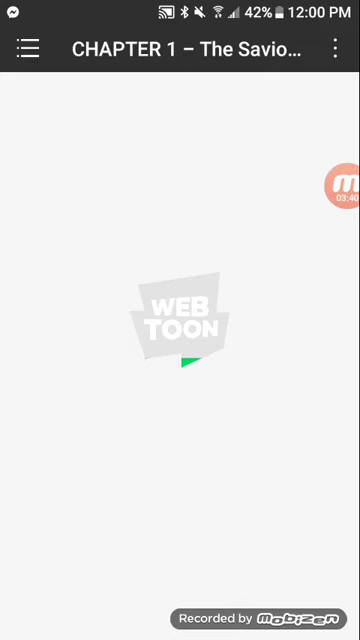 42% 12:00 PM
CHAPTER 1 – The Savio...
03:40
WEB
TOON
Recorded by mobizen